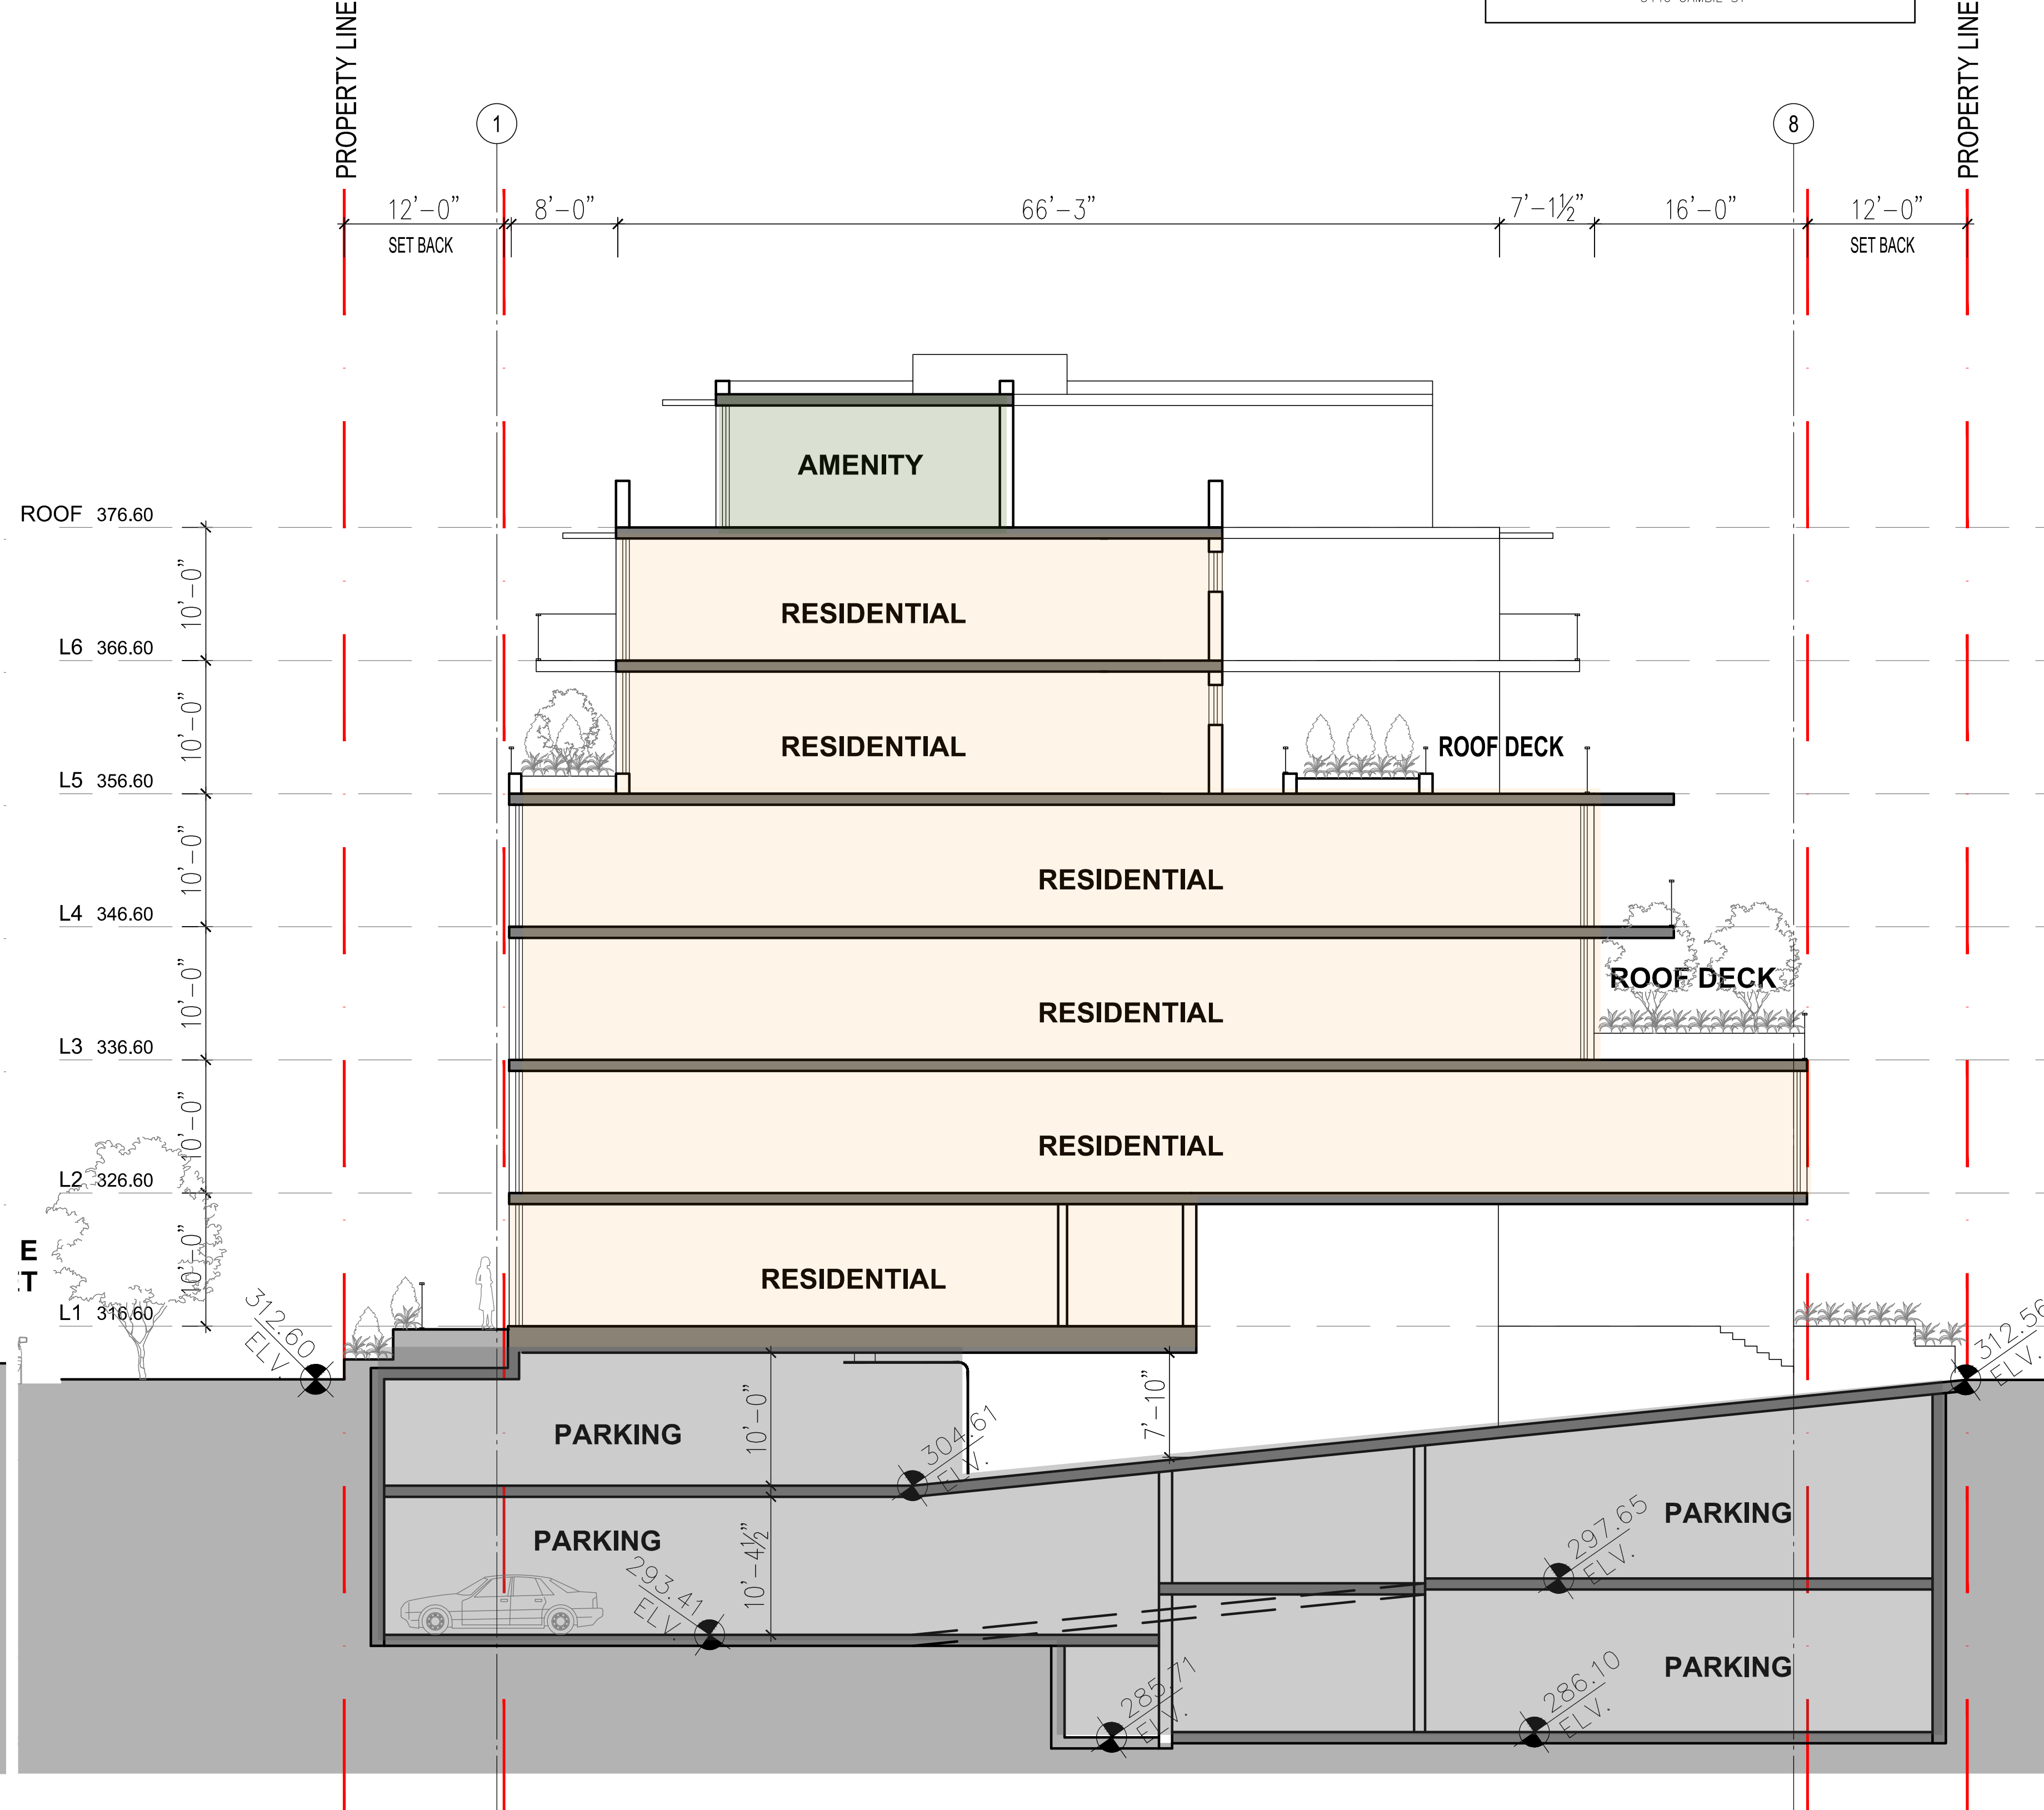 PROPERTY LINE
PROPERTY LINE
1
8
12'-0"
8'-0"
66'-3"
7'-1½"
16'-0"
12'-0"
SET BACK
SET BACK
AMENITY
ROOF 376.60
10'-0"
RESIDENTIAL
L6 366.60
10'-0"
RESIDENTIAL
ROOF DECK
L5 356.60
10'-0"
RESIDENTIAL
L4 346.60
10'-0"
ROOF DECK
RESIDENTIAL
L3 336.60
10'-0"
RESIDENTIAL
L2 326.60
10'-0"
RESIDENTIAL
L1 316.60
312.60
ELV.
312.56
ELV.
10'-0"
7'-10"
PARKING
304.61
ELV.
PARKING
10'-4½"
293.41
ELV.
PARKING
297.65
ELV.
PARKING
285.71
ELV.
286.10
ELV.